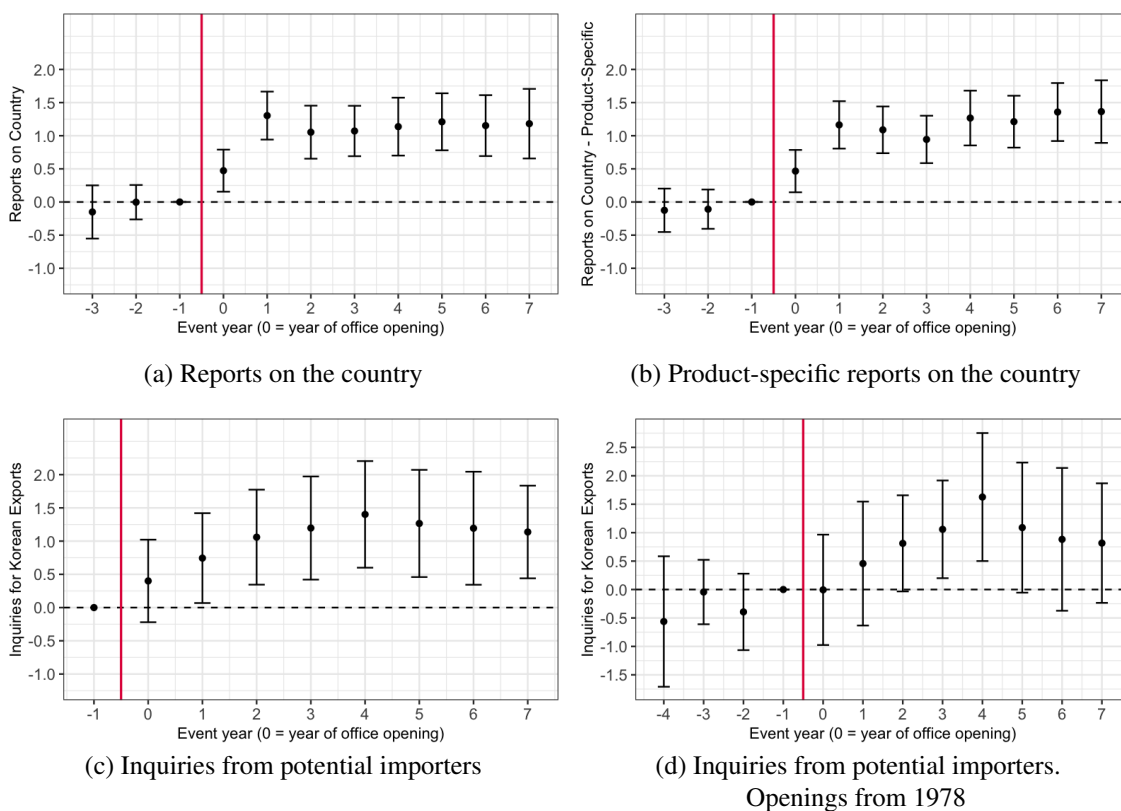 Reports on Country
2.0
1.5
1.0
0.5
0.0
-0.5
-1.0
-3 -2 -1 0 1 2 3 4 5 6 7
Event year (0 = year of office opening)
(a) Reports on the country
Reports on Country - Product-Specific
2.0
1.5
1.0
0.5
0.0
-0.5
-1.0
-3 -2 -1 0 1 2 3 4 5 6 7
Event year (0 = year of office opening)
(b) Product-specific reports on the country
Inquiries for Korean Exports
2.0
1.5
1.0
0.5
0.0
-0.5
-1.0
-1 0 1 2 3 4 5 6 7
Event year (0 = year of office opening)
(c) Inquiries from potential importers
Inquiries for Korean Exports
2.5
2.0
1.5
1.0
0.5
0.0
-0.5
-1.0
-1.5
-4 -3 -2 -1 0 1 2 3 4 5 6 7
Event year (0 = year of office opening)
(d) Inquiries from potential importers.
Openings from 1978